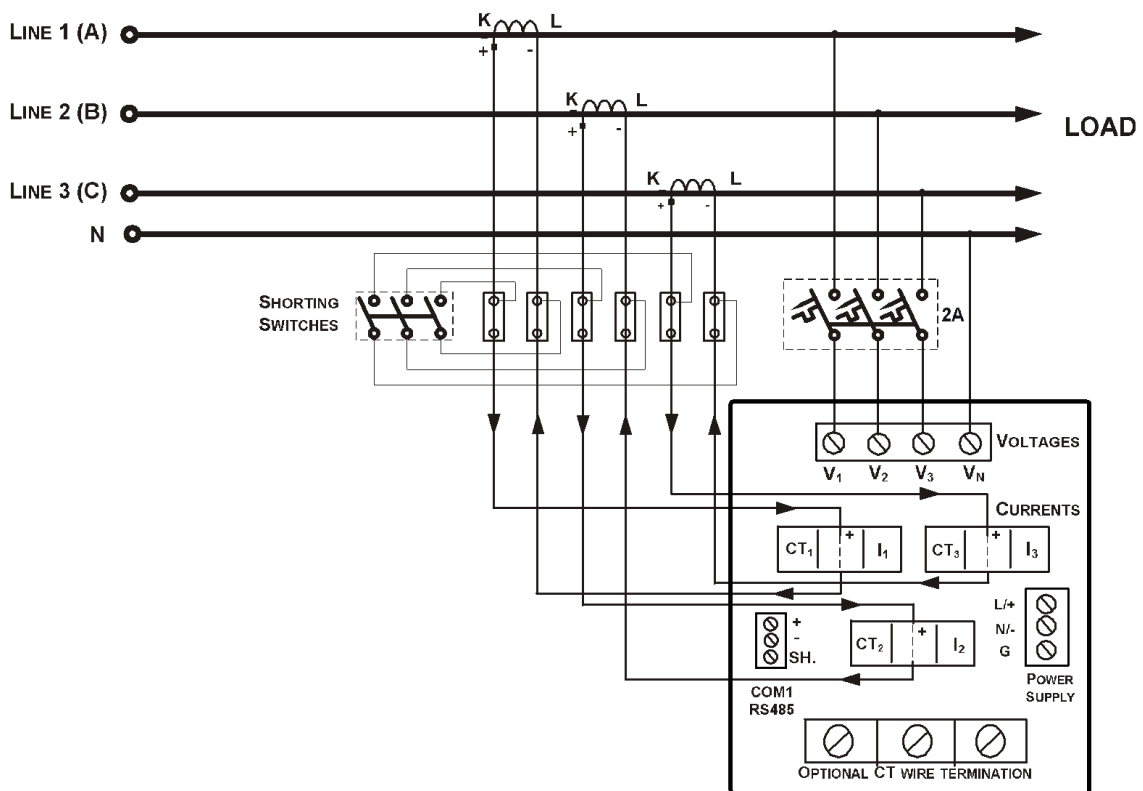 LINE 1 (A)
K L
+ -
LINE 2 (B)
K L
+ -
LOAD
LINE 3 (C)
K L
+ -
N
SHORTING
SWITCHES
2A
VOLTAGES
V₁ V₂ V₃ VN
CURRENTS
CT₁ + I₁
CT₃ + I₃
L/+
N/-
G
POWER
SUPPLY
+
-
SH.
COM1
RS485
CT₂ + I₂
OPTIONAL CT WIRE TERMINATION